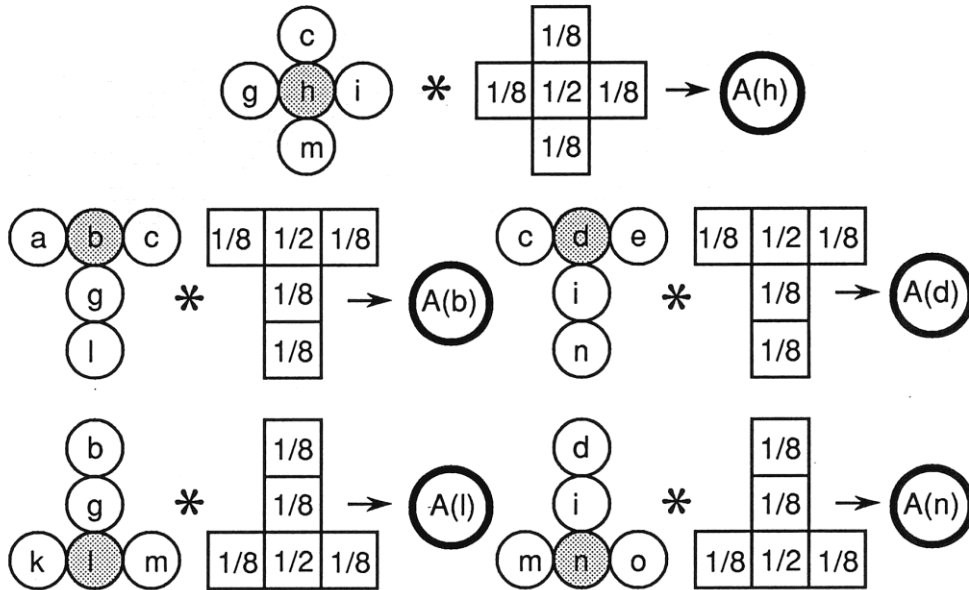 c
1/8
g h i * 1/8 1/2 1/8 → A(h)
m
1/8
a b c
1/8 1/2 1/8
g * 1/8 → A(b)
l
1/8
c d e
1/8 1/2 1/8
i * 1/8 → A(d)
n
1/8
b
1/8
g * 1/8 → A(l)
k l m
1/8 1/2 1/8
d
1/8
i * 1/8 → A(n)
m n o
1/8 1/2 1/8